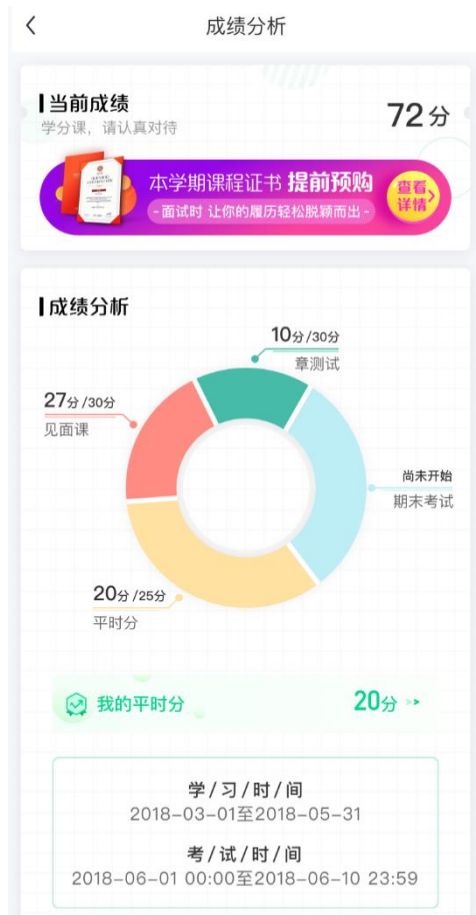 成绩分析
当前成绩
72分
学分课，请认真对待
本学期课程证书 提前预购
- 面试时 让你的履历轻松脱颖而出 -
查看
详情
成绩分析
10分/30分
章测试
27分/30分
见面课
尚未开始
期末考试
20分/25分
平时分
我的平时分
20分
学/习/时/间
2018-03-01至2018-05-31
考/试/时/间
2018-06-01 00:00至2018-06-10 23:59